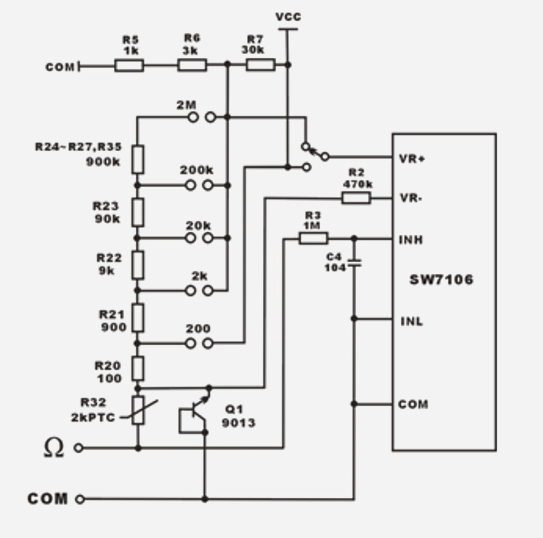 VCC
R5
1k
R6
3k
R7
30k
COM
2M
R24~R27,R35
900k
200k
VR+
R2
470k
R23
90k
VR-
R3
1M
20k
INH
R22
9k
C4
104
2k
SW7106
R21
900
200
INL
R20
100
R32
2kPTC
Q1
9013
COM
Ω
COM